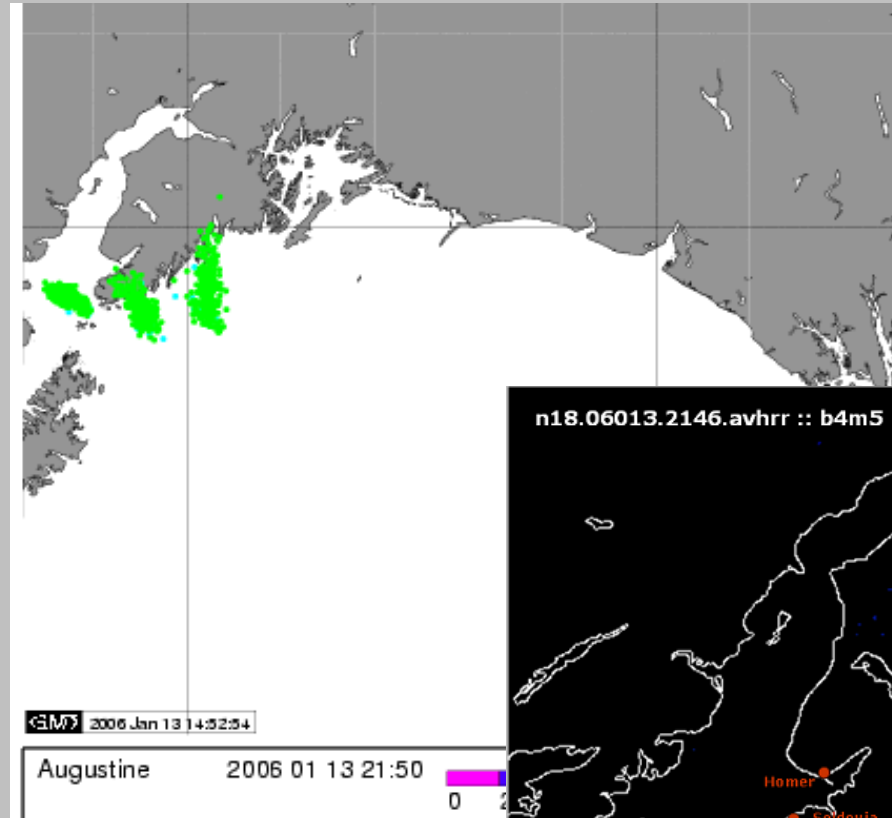 n18.06013.2146.avhrr :: b4m5
Homer
Seldovia
GMT 2006 Jan 13 14:52:54
Augustine 2006 01 13 21:50
0